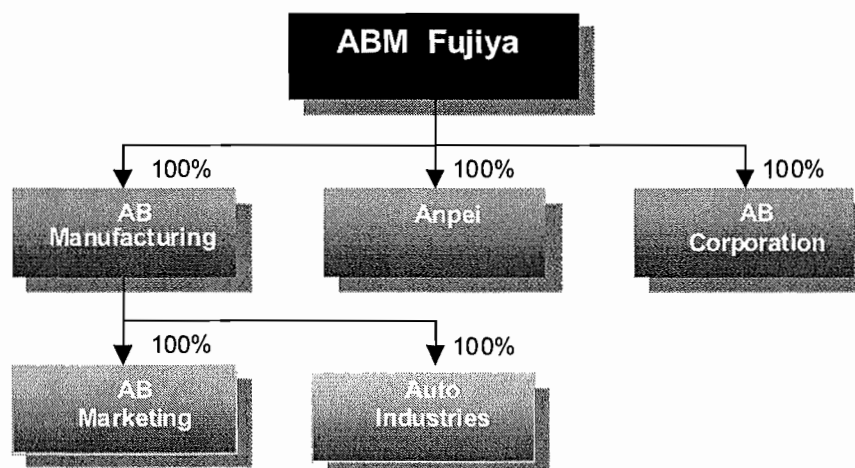 ABM Fujiya
100%
100%
100%
AB
Manufacturing
Anpei
AB
Corporation
100%
100%
AB
Marketing
Auto
Industries